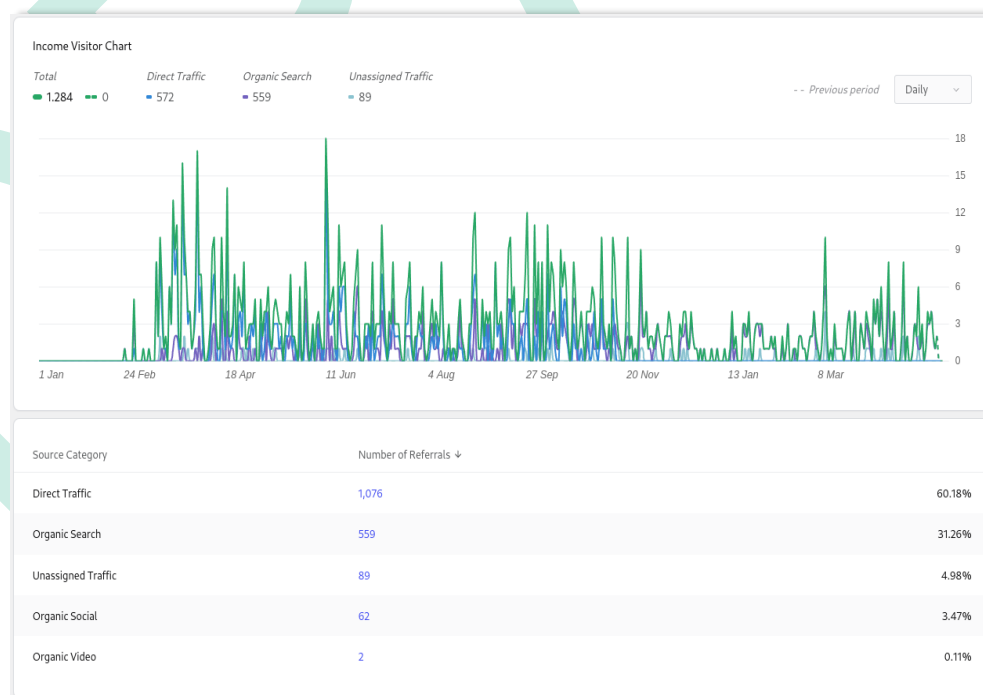 Income Visitor Chart
Total Direct Traffic Organic Search Unassigned Traffic
1.284 0 572 559 89
- - Previous period Daily
18
15
12
9
6
3
0
1 Jan 24 Feb 18 Apr 11 Jun 4 Aug 27 Sep 20 Nov 13 Jan 8 Mar
Source Category Number of Referrals ↓
Direct Traffic 1,076 60.18%
Organic Search 559 31.26%
Unassigned Traffic 89 4.98%
Organic Social 62 3.47%
Organic Video 2 0.11%